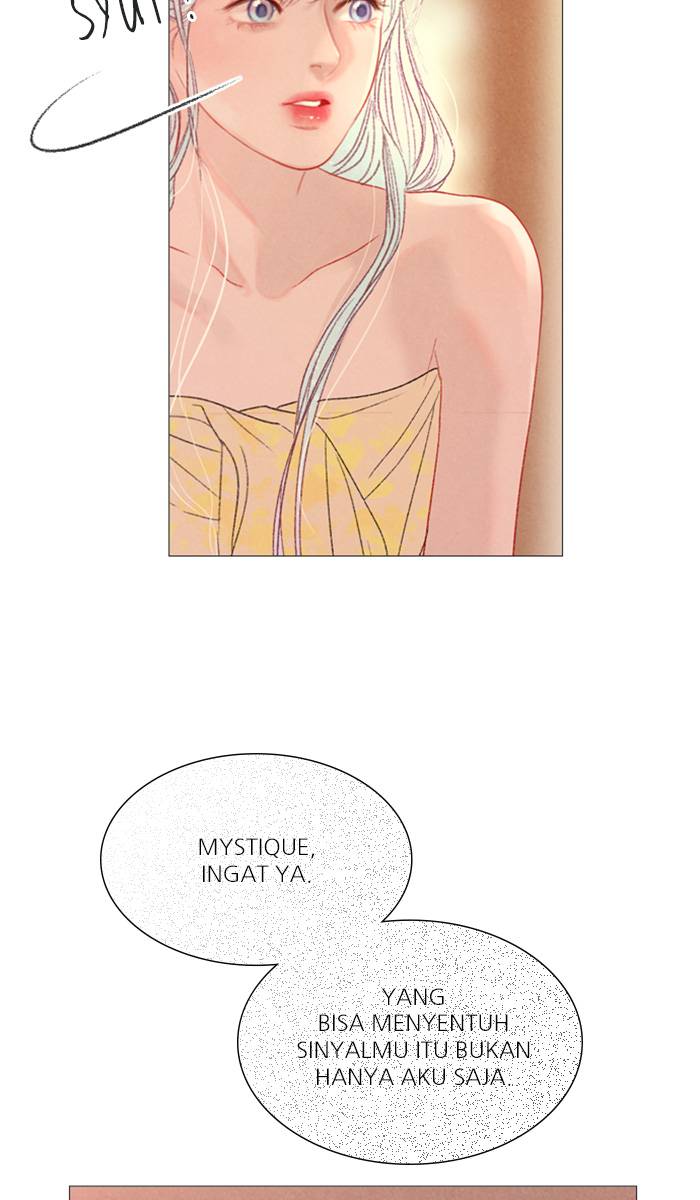 MYSTIQUE,
INGAT YA.
YANG
BISA MENYENTUH
SINYALMU ITU BUKAN
HANYA AKU SAJA.